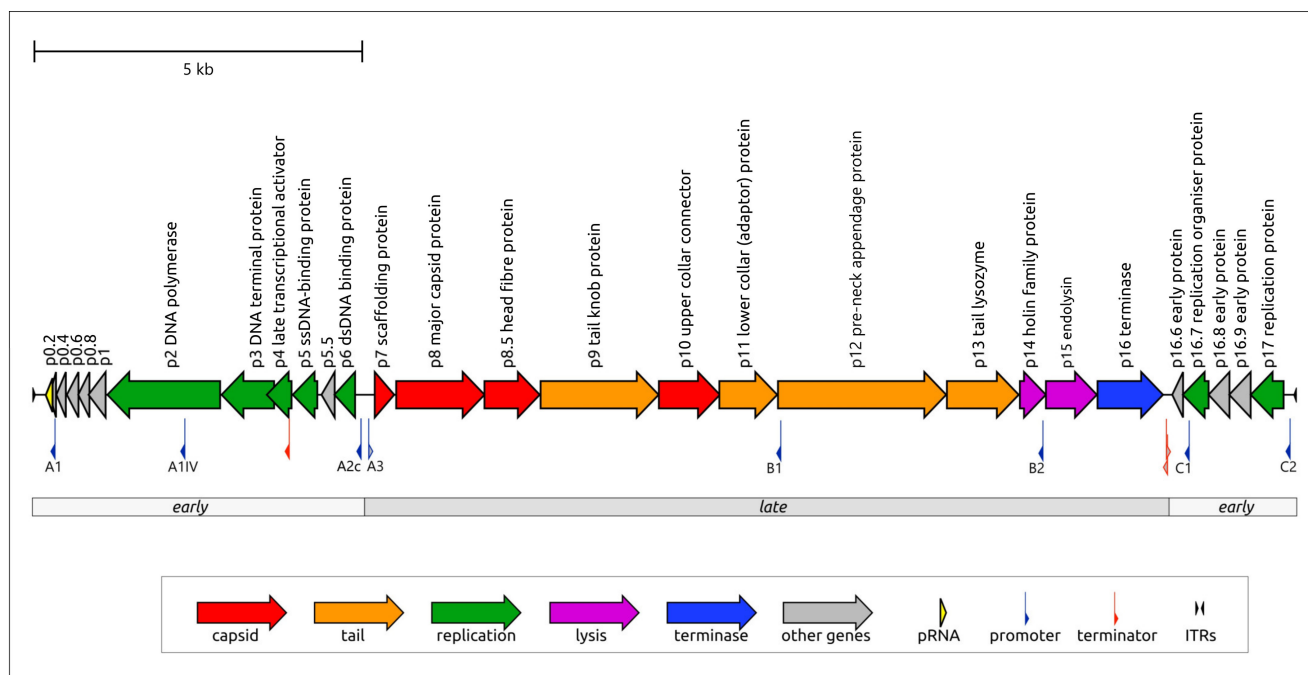 5 kb
p0.2
p0.4
p0.6
p0.8
p1
p2 DNA polymerase
p3 DNA terminal protein
p4 late transcriptional activator
p5 ssDNA-binding protein
p5.5
p6 dsDNA binding protein
p7 scaffolding protein
p8 major capsid protein
p8.5 head fibre protein
p9 tail knob protein
p10 upper collar connector
p11 lower collar (adaptor) protein
p12 pre-neck appendage protein
p13 tail lysozyme
p14 holin family protein
p15 endolysin
p16 terminase
p16.6 early protein
p16.7 replication organiser protein
p16.8 early protein
p16.9 early protein
p17 replication protein
A1
A1IV
A2c
A3
B1
B2
C1
C2
early
late
early
capsid
tail
replication
lysis
terminase
other genes
pRNA
promoter
terminator
ITRs